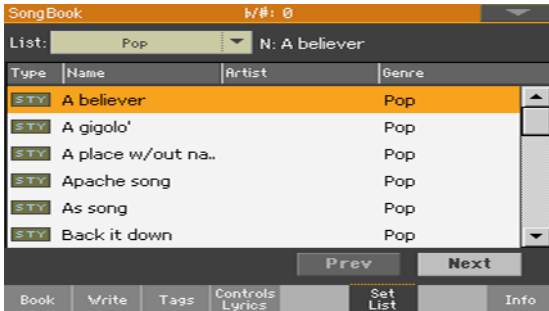 SongBook ♭/#: 0
List: Pop N: A believer
Type Name Artist Genre
STY A believer Pop
STY A gigolo' Pop
STY A place w/out na.. Pop
STY Apache song Pop
STY As song Pop
STY Back it down Pop
Prev Next
Book Write Tags Controls Lyrics Set List Info